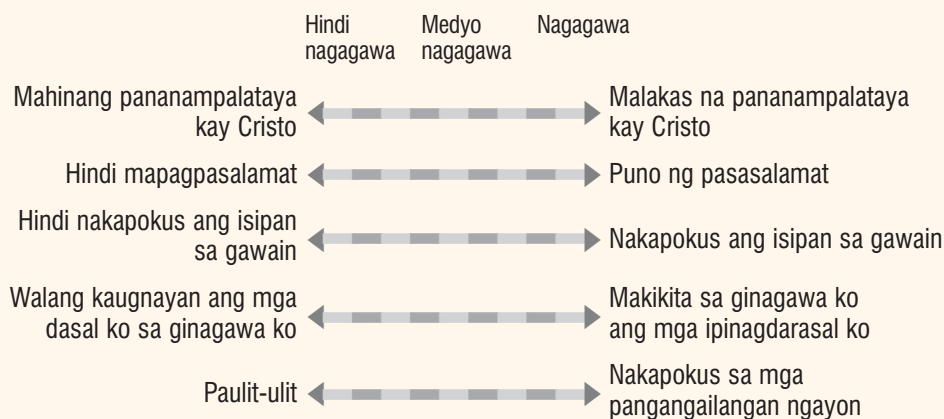 Hindi
nagagawa
Medyo
nagagawa
Nagagawa
Mahinang pananampalataya
kay Cristo
Malakas na pananampalataya
kay Cristo
Hindi mapagpasalamat
Puno ng pasasalamat
Hindi nakapokus ang isipan
sa gawain
Nakapokus ang isipan sa gawain
Walang kaugnayan ang mga
dasal ko sa ginagawa ko
Makikita sa ginagawa ko
ang mga ipinagdarasal ko
Paulit-ulit
Nakapokus sa mga
pangangailangan ngayon